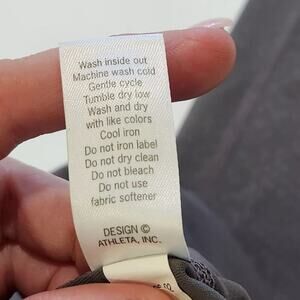 Wash inside out
Machine wash cold
Gentle cycle
Tumble dry low
Wash and dry
with like colors
Cool iron
Do not iron label
Do not dry clean
Do not bleach
Do not use
fabric softener
DESIGN ©
ATHLETA, INC.